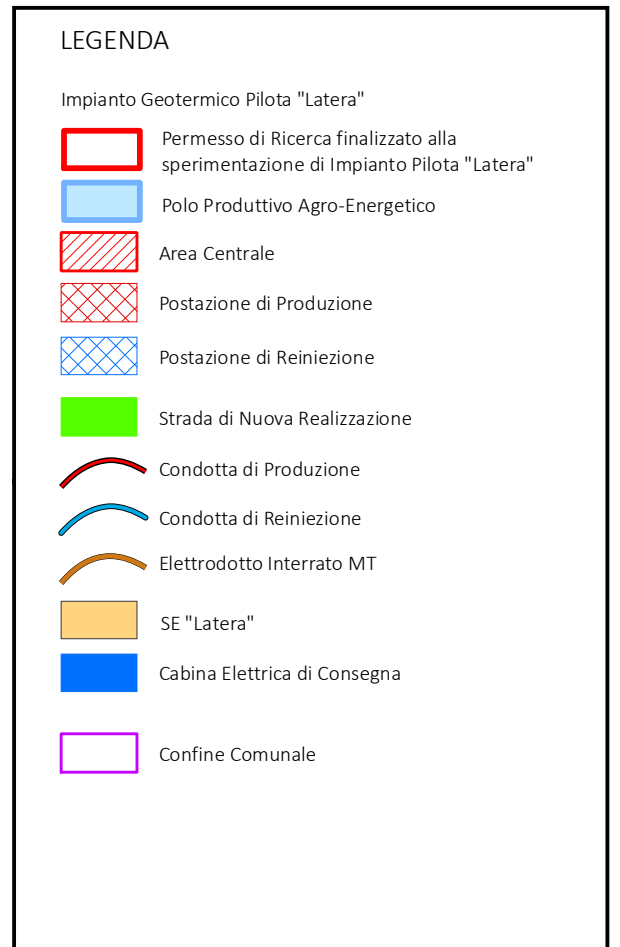 LEGENDA
Impianto Geotermico Pilota "Latera"
Permesso di Ricerca finalizzato alla
sperimentazione di Impianto Pilota "Latera"
Polo Produttivo Agro-Energetico
Area Centrale
Postazione di Produzione
Postazione di Reiniezione
Strada di Nuova Realizzazione
Condotta di Produzione
Condotta di Reiniezione
Elettrodotto Interrato MT
SE "Latera"
Cabina Elettrica di Consegna
Confine Comunale